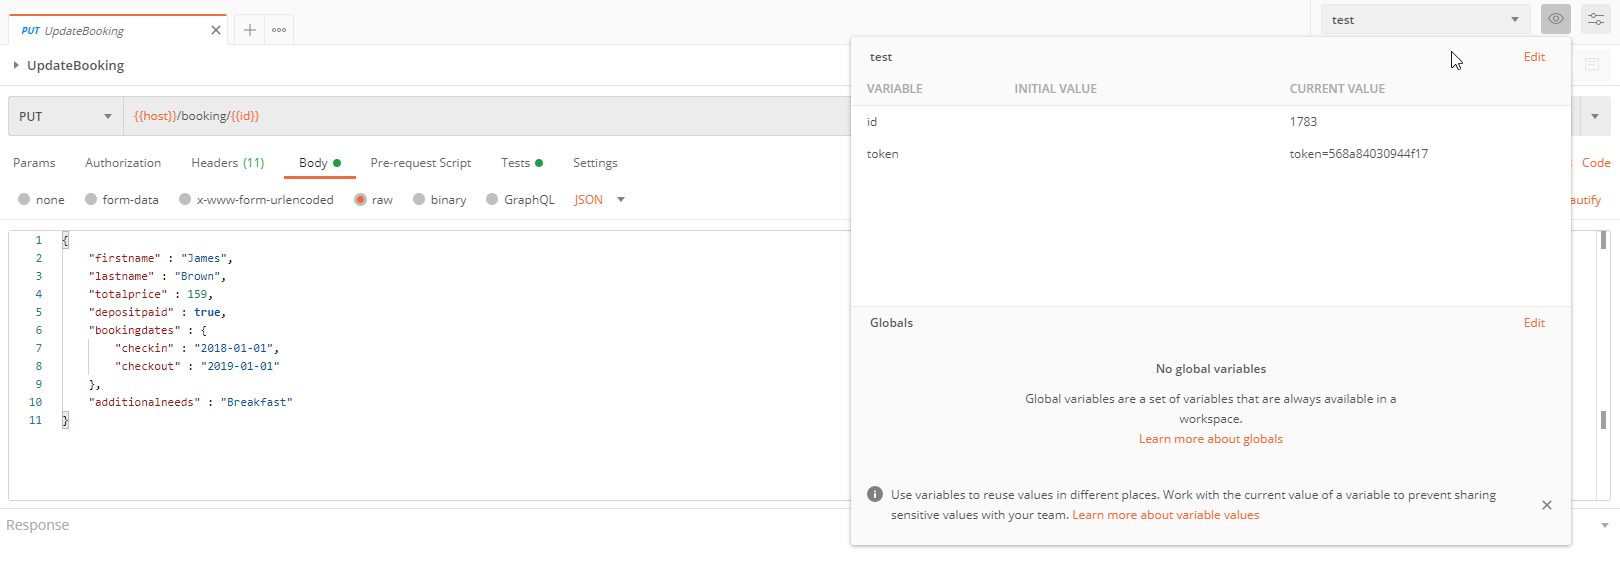 PUT UpdateBooking
test
UpdateBooking
PUT
{{host}}/booking/{{id}}
Params Authorization Headers (11) Body Pre-request Script Tests Settings Code
none form-data x-www-form-urlencoded raw binary GraphQL JSON autify
1 {
2 "firstname" : "James",
3 "lastname" : "Brown",
4 "totalprice" : 159,
5 "depositpaid" : true,
6 "bookingdates" : {
7 "checkin" : "2018-01-01",
8 "checkout" : "2019-01-01"
9 },
10 "additionalneeds" : "Breakfast"
11 }
Response
test Edit
VARIABLE INITIAL VALUE CURRENT VALUE
id 1783
token token=568a84030944f17
Globals Edit
No global variables
Global variables are a set of variables that are always available in a
workspace.
Learn more about globals
Use variables to reuse values in different places. Work with the current value of a variable to prevent sharing
sensitive values with your team. Learn more about variable values